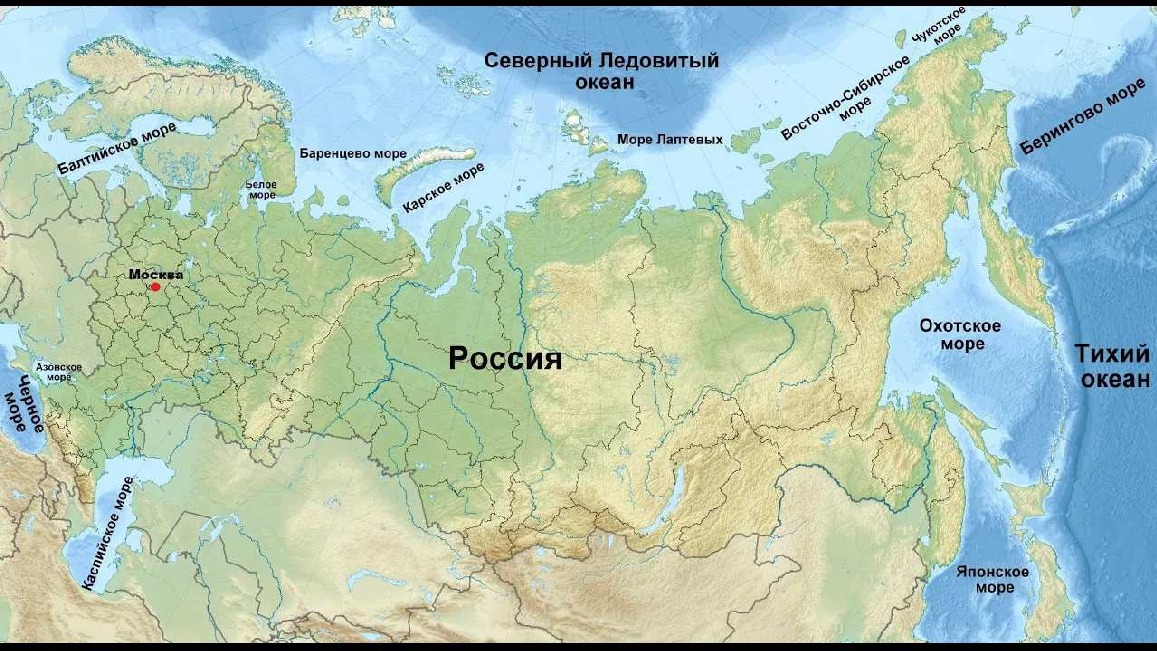 Чукотское
море
Северный Ледовитый
океан
Восточно-Сибирское
море
Берингово море
Балтийское море
Баренцево море
Море Лаптевых
Карское море
Белое
море
Москва
Охотское
море
Россия
Тихий
океан
Азовское
море
Черное
море
Каспийское море
Японское
море